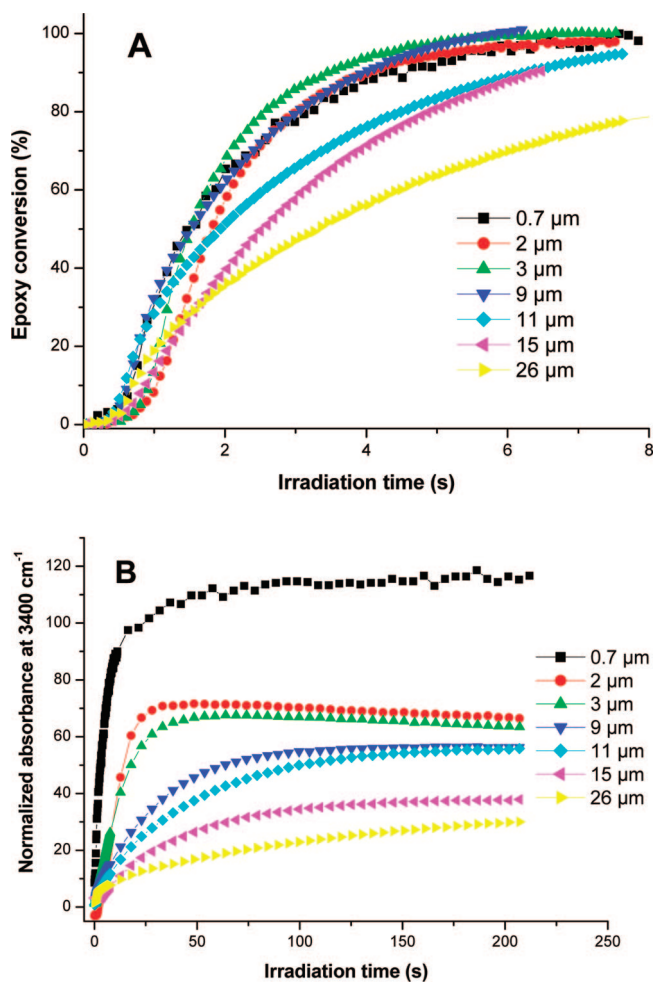 A
Epoxy conversion (%)
100
80
60
40
20
0
0.7 µm
2 µm
3 µm
9 µm
11 µm
15 µm
26 µm
0 2 4 6 8
Irradiation time (s)
B
Normalized absorbance at 3400 cm⁻¹
120
100
80
60
40
20
0
0.7 µm
2 µm
3 µm
9 µm
11 µm
15 µm
26 µm
0 50 100 150 200 250
Irradiation time (s)